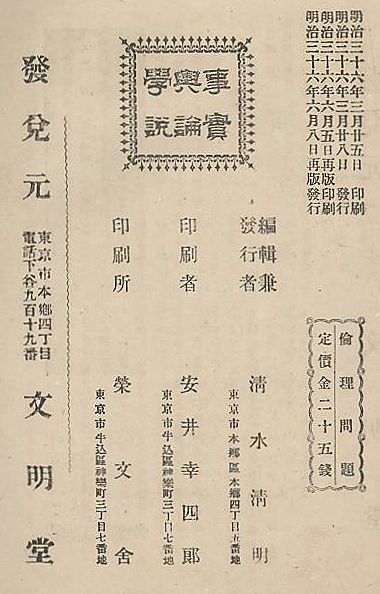 明治三十六年三月廿五日 印刷
明治三十六年三月廿八日 發行
明治三十六年六月五日再版印刷
明治三十六年六月八日再版發行
倫理問題
定價金二十五錢
事實
輿論
學説
編輯兼
發行者
清水清明
東京市本鄉區本鄉四丁目五番地
印刷者
安井幸四郎
東京市牛込區神樂町三丁目七番地
印刷所
榮文舍
東京市牛込區神樂町三丁目七番地
發兌元
東京市本鄉四丁目
電話下谷九百十九番
文明堂